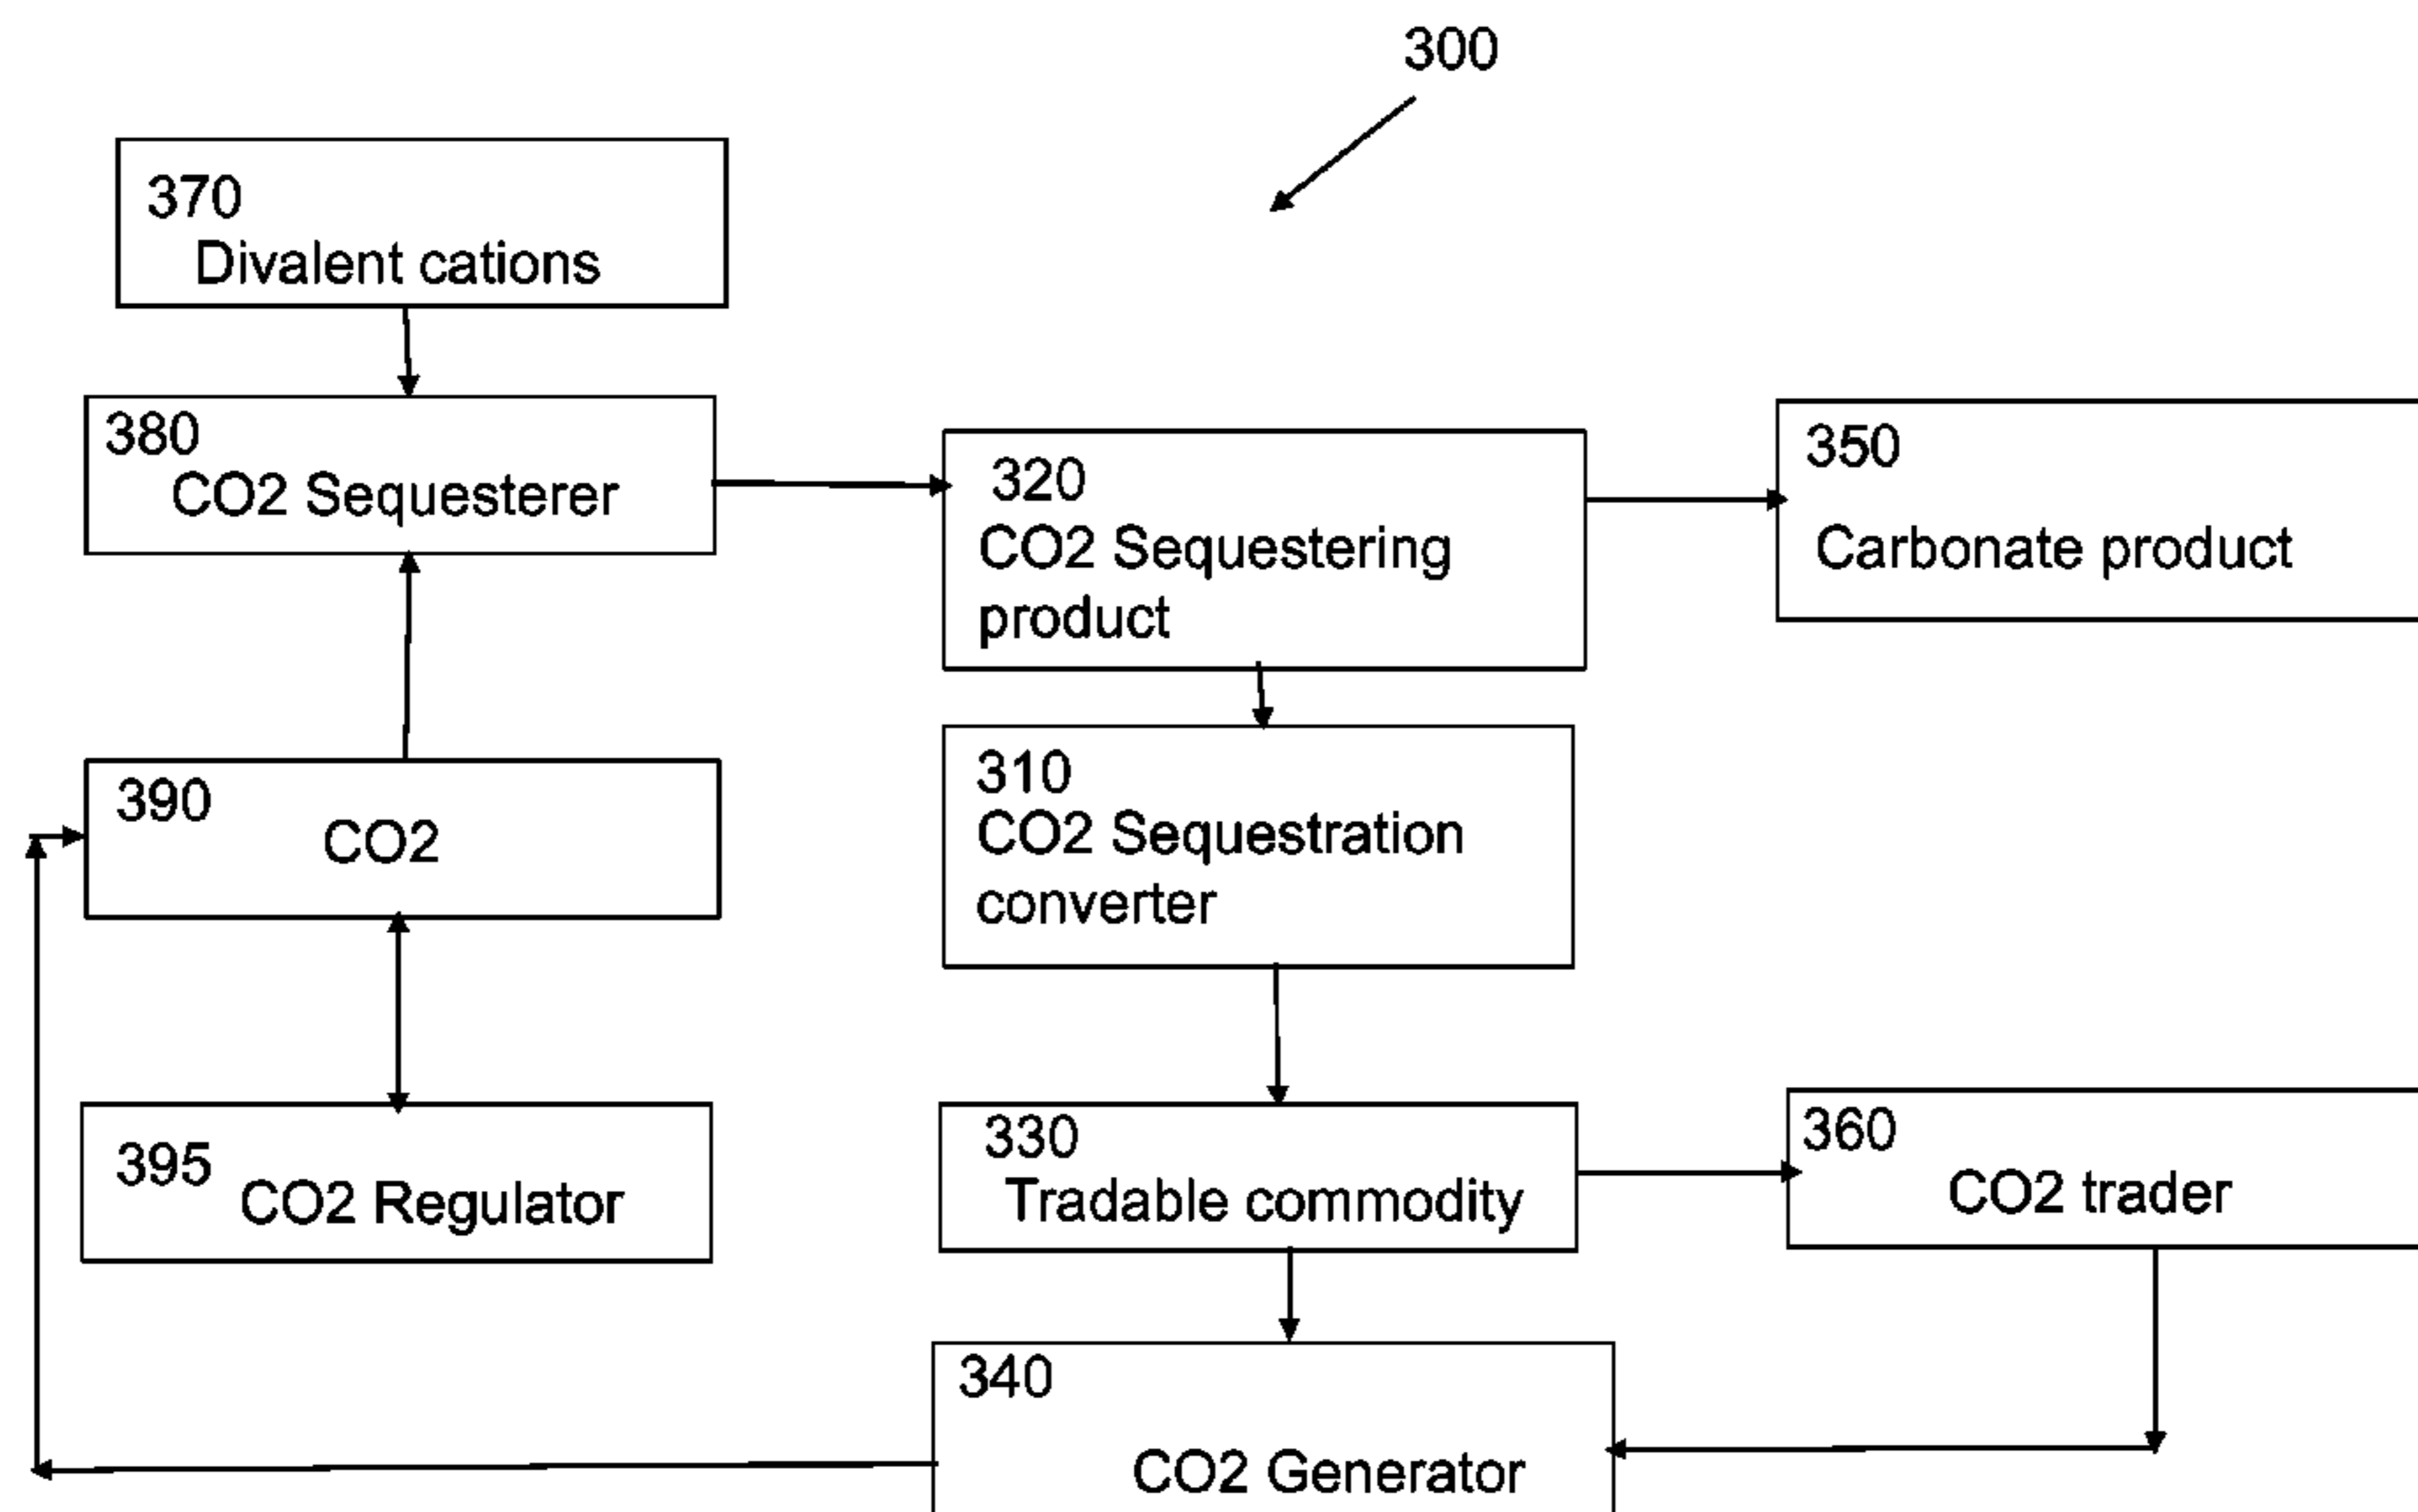 300
370
Divalent cations
380
CO2 Sequesterer
320
CO2 Sequestering
product
350
Carbonate product
390
CO2
310
CO2 Sequestration
converter
395
CO2 Regulator
330
Tradable commodity
360
CO2 trader
340
CO2 Generator